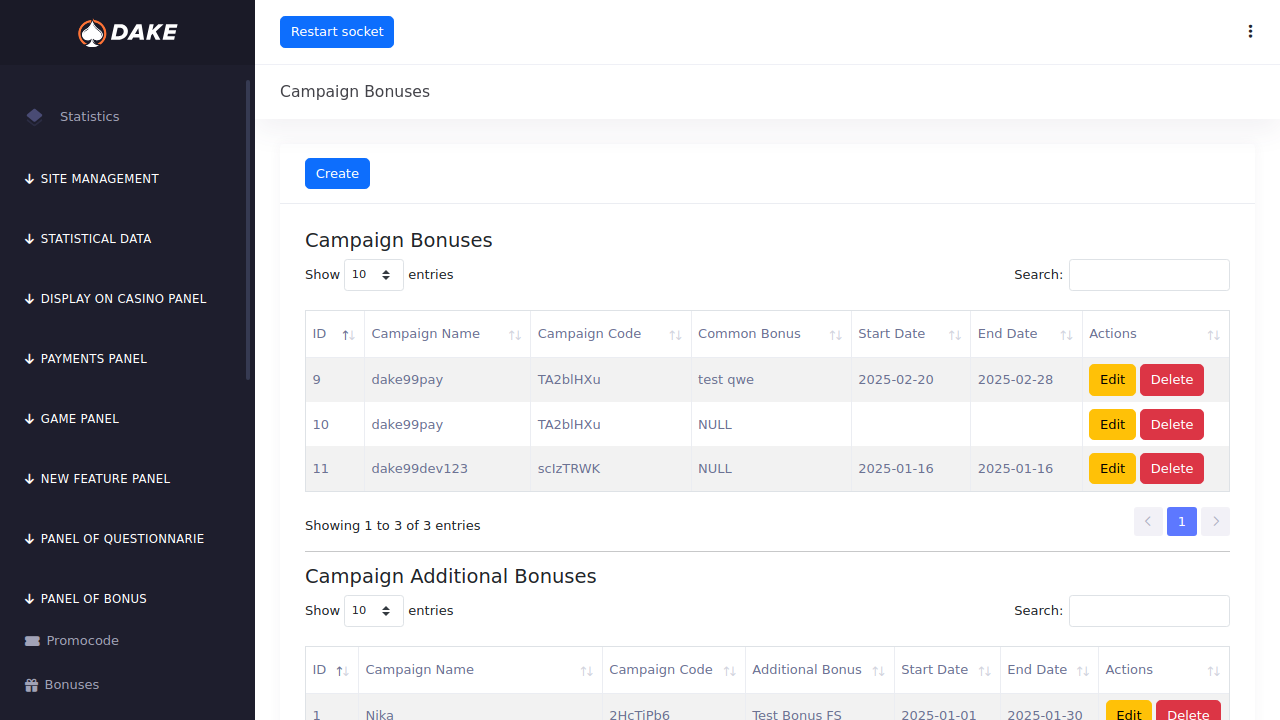 DAKE
Restart socket
Campaign Bonuses
Statistics
SITE MANAGEMENT
STATISTICAL DATA
DISPLAY ON CASINO PANEL
PAYMENTS PANEL
GAME PANEL
NEW FEATURE PANEL
PANEL OF QUESTIONNARIE
PANEL OF BONUS
Promocode
Bonuses
Create
Campaign Bonuses
Show 10 entries Search:
ID Campaign Name Campaign Code Common Bonus Start Date End Date Actions
9 dake99pay TA2blHXu test qwe 2025-02-20 2025-02-28 Edit Delete
10 dake99pay TA2blHXu NULL Edit Delete
11 dake99dev123 scIzTRWK NULL 2025-01-16 2025-01-16 Edit Delete
Showing 1 to 3 of 3 entries 1
Campaign Additional Bonuses
Show 10 entries Search:
ID Campaign Name Campaign Code Additional Bonus Start Date End Date Actions
1 Nika 2HcTiPb6 Test Bonus FS 2025-01-01 2025-01-30 Edit Delete